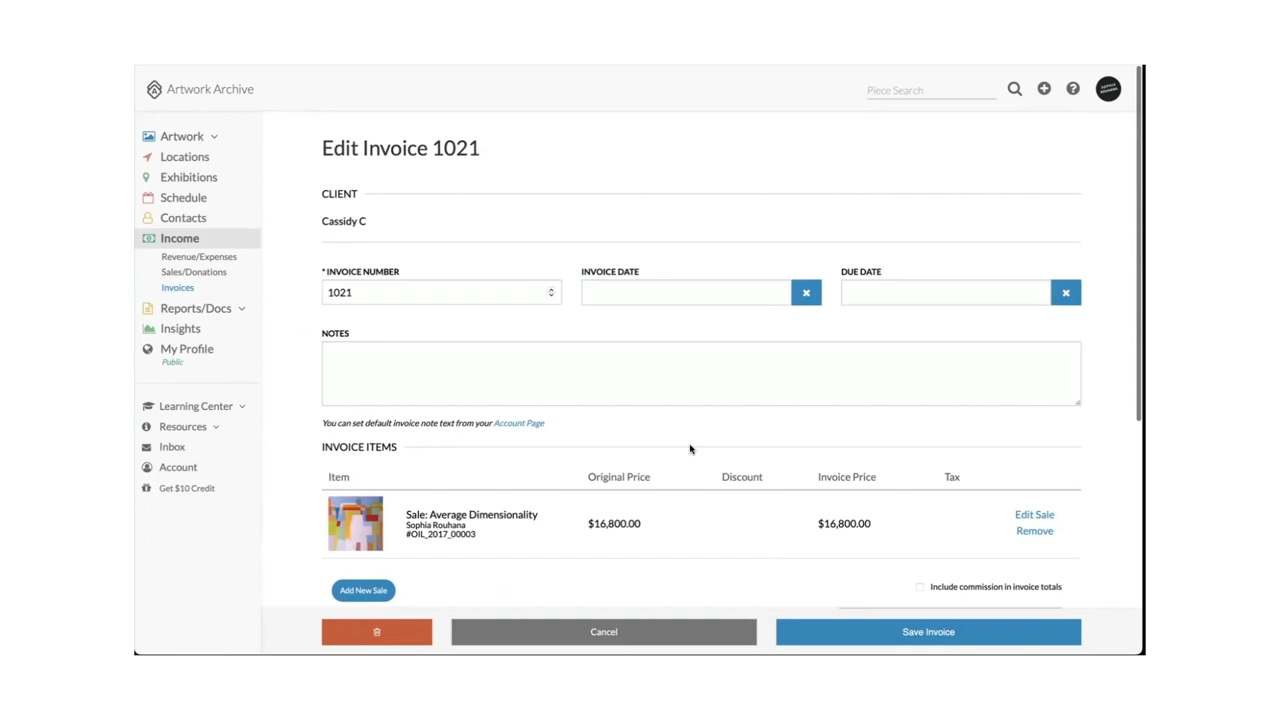 Artwork Archive
Piece Search
Artwork
Locations
Exhibitions
Schedule
Contacts
Income
Revenue/Expenses
Sales/Donations
Invoices
Reports/Docs
Insights
My Profile
Public
Learning Center
Resources
Inbox
Account
Get $10 Credit
Edit Invoice 1021
CLIENT
Cassidy C
* INVOICE NUMBER INVOICE DATE DUE DATE
1021
NOTES
You can set default invoice note text from your Account Page
INVOICE ITEMS
Item Original Price Discount Invoice Price Tax
Sale: Average Dimensionality
Sophia Rouhana
#OIL_2017_00003
$16,800.00 $16,800.00
Edit Sale
Remove
Add New Sale
Include commission in invoice totals
Cancel Save Invoice